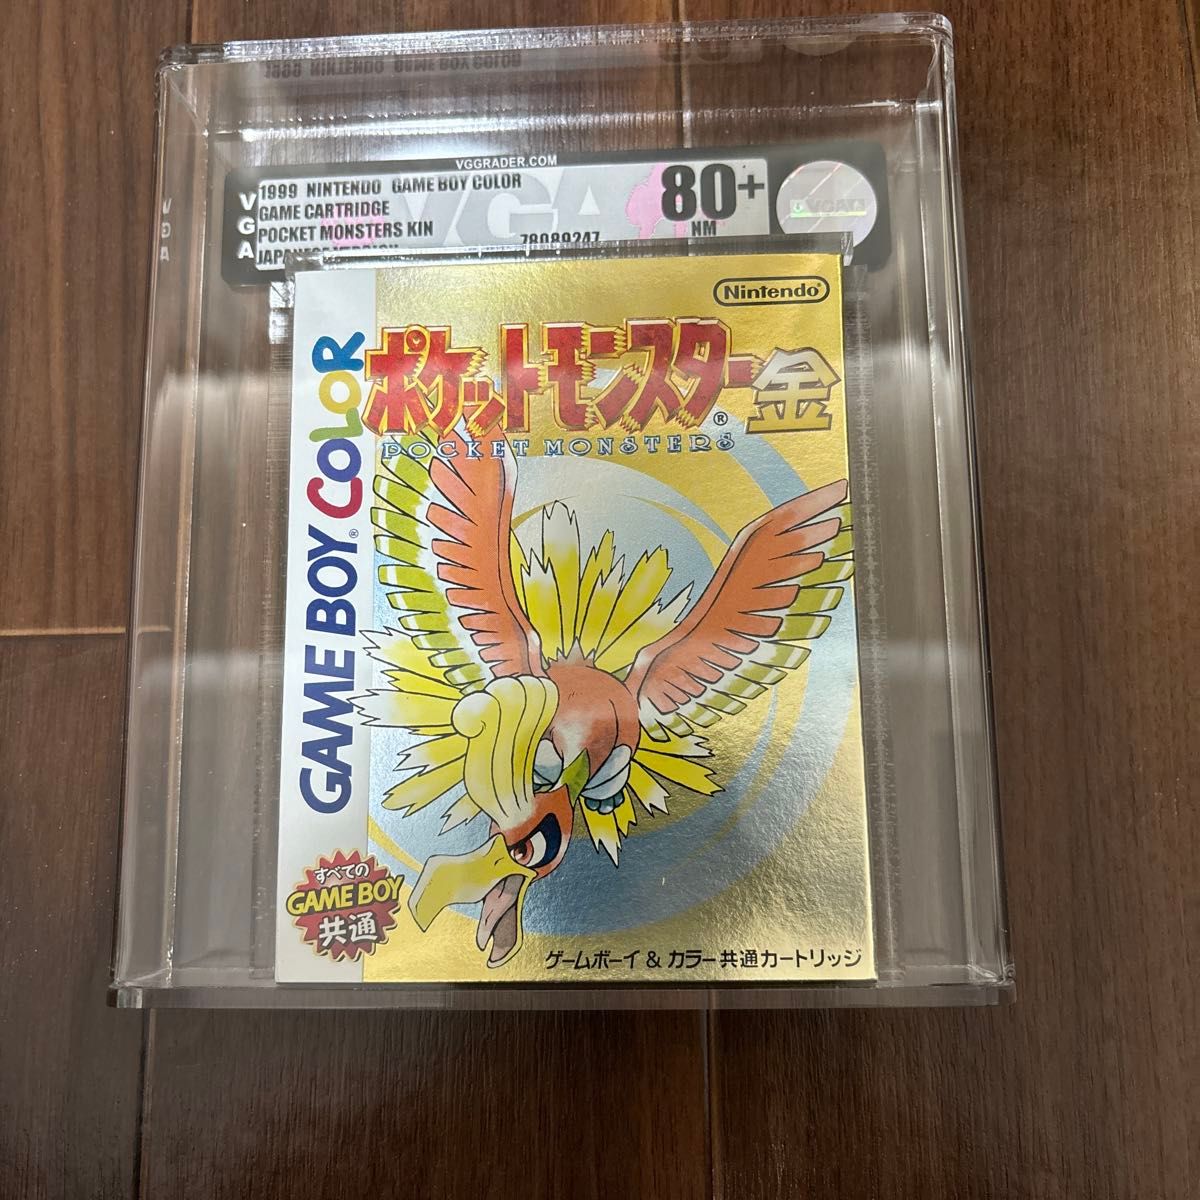 VGGRADER.COM
VGA
1999 NINTENDO GAME BOY COLOR
GAME CARTRIDGE
POCKET MONSTERS KIN
78089247
80+
NM
VGA
Nintendo®
ポケットモンスター金
®
POCKET MONSTERS
GAME BOY® COLOR
すべての
GAME BOY
共通
ゲームボーイ & カラー共通カートリッジ